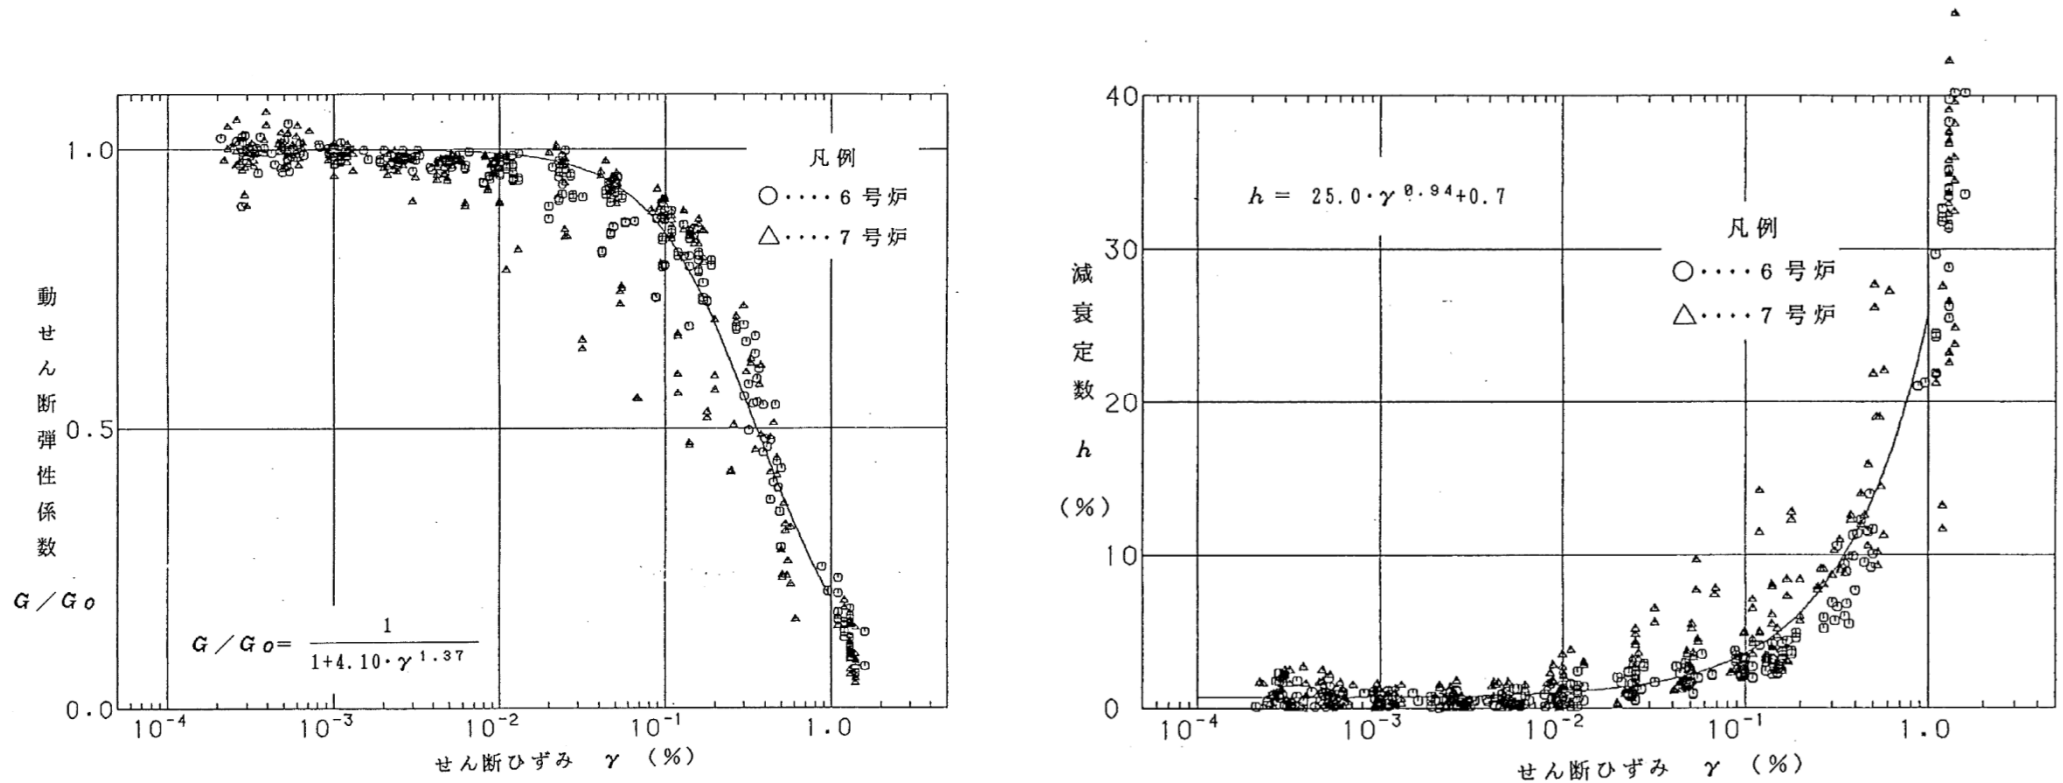 動せん断弾性係数 G/Go
1.0
0.5
0.0
10-4
10-3
10-2
10-1
1.0
せん断ひずみ γ (%)
凡例
○····6号炉
△····7号炉
G/Go= 1
1+4.10·γ1.37
減衰定数 h (%)
40
30
20
10
0
10-4
10-3
10-2
10-1
1.0
せん断ひずみ γ (%)
h = 25.0·γ0.94+0.7
凡例
○····6号炉
△····7号炉